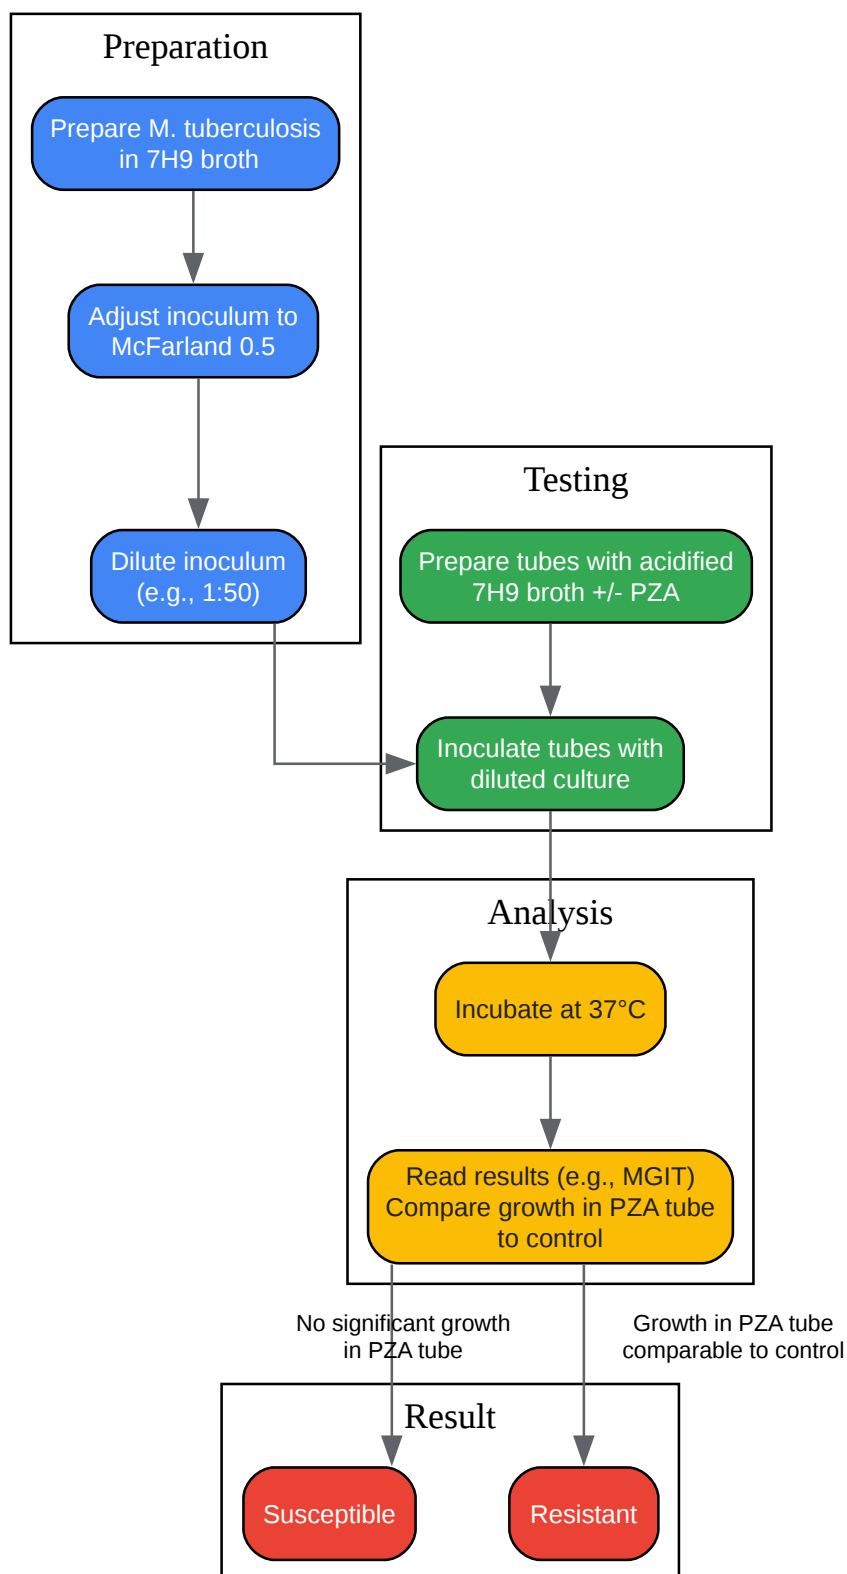 Preparation
Prepare M. tuberculosis
in 7H9 broth
Adjust inoculum to
McFarland 0.5
Dilute inoculum
(e.g., 1:50)
Testing
Prepare tubes with acidified
7H9 broth +/- PZA
Inoculate tubes with
diluted culture
Analysis
Incubate at 37°C
Read results (e.g., MGIT)
Compare growth in PZA tube
to control
No significant growth
in PZA tube
Growth in PZA tube
comparable to control
Result
Susceptible
Resistant